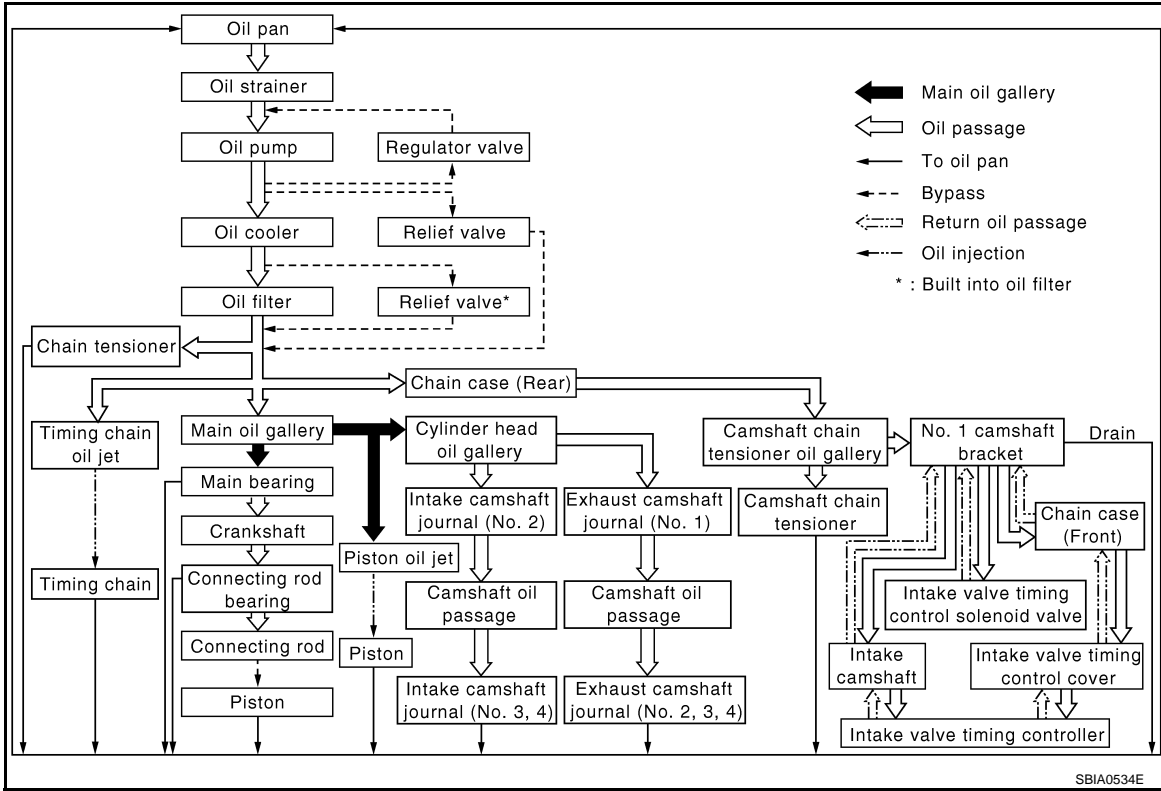 Oil pan
Oil strainer
Oil pump
Regulator valve
Oil cooler
Relief valve
Oil filter
Relief valve*
Main oil gallery
Oil passage
To oil pan
Bypass
Return oil passage
Oil injection
* : Built into oil filter
Chain tensioner
Chain case (Rear)
Timing chain
oil jet
Main oil gallery
Cylinder head
oil gallery
Camshaft chain
tensioner oil gallery
No. 1 camshaft
bracket
Drain
Main bearing
Intake camshaft
journal (No. 2)
Exhaust camshaft
journal (No. 1)
Camshaft chain
tensioner
Crankshaft
Chain case
(Front)
Piston oil jet
Timing chain
Connecting rod
bearing
Camshaft oil
passage
Camshaft oil
passage
Intake valve timing
control solenoid valve
Connecting rod
Piston
Intake
camshaft
Intake valve timing
control cover
Piston
Intake camshaft
journal (No. 3, 4)
Exhaust camshaft
journal (No. 2, 3, 4)
Intake valve timing controller
SBIA0534E